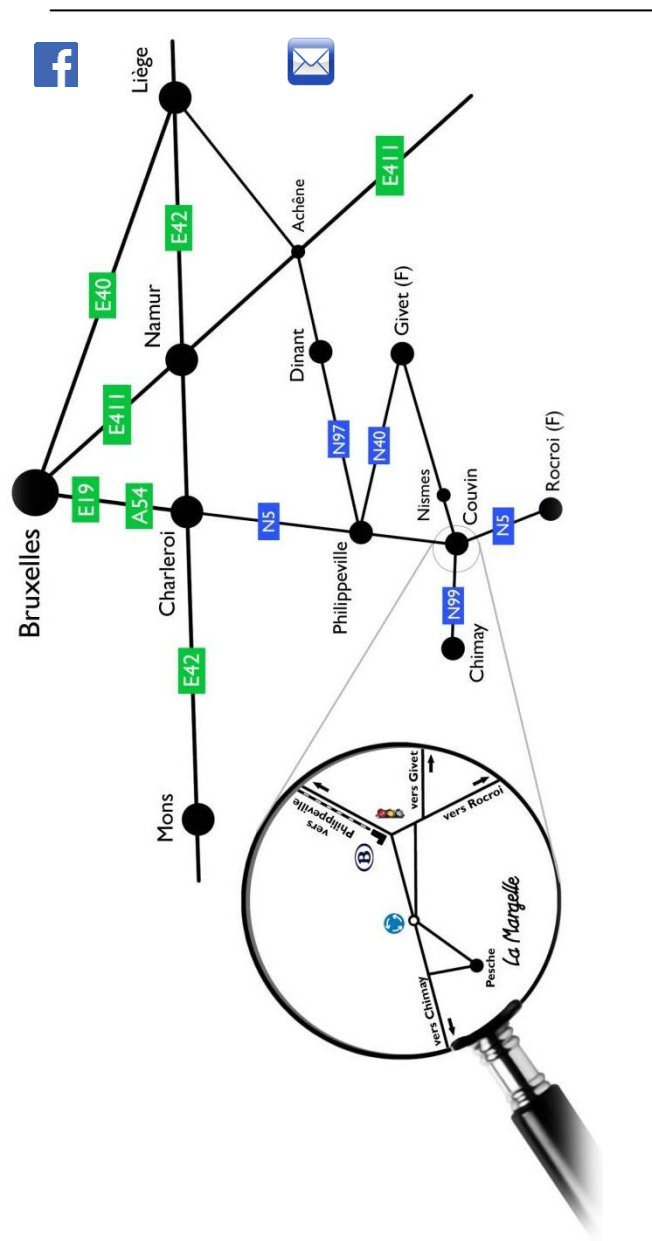 Bruxelles
Liège
E40
E411
E19
A54
E42
Namur
Charleroi
E42
Mons
Achêne
E411
Dinant
Givet (F)
N97
N40
N5
Philippeville
Nismes
Couvin
N99
N5
Chimay
Rocroi (F)
vers
Philippeville
B
vers Givet
vers Rocroi
vers Chimay
Pesche
La Margelle
f